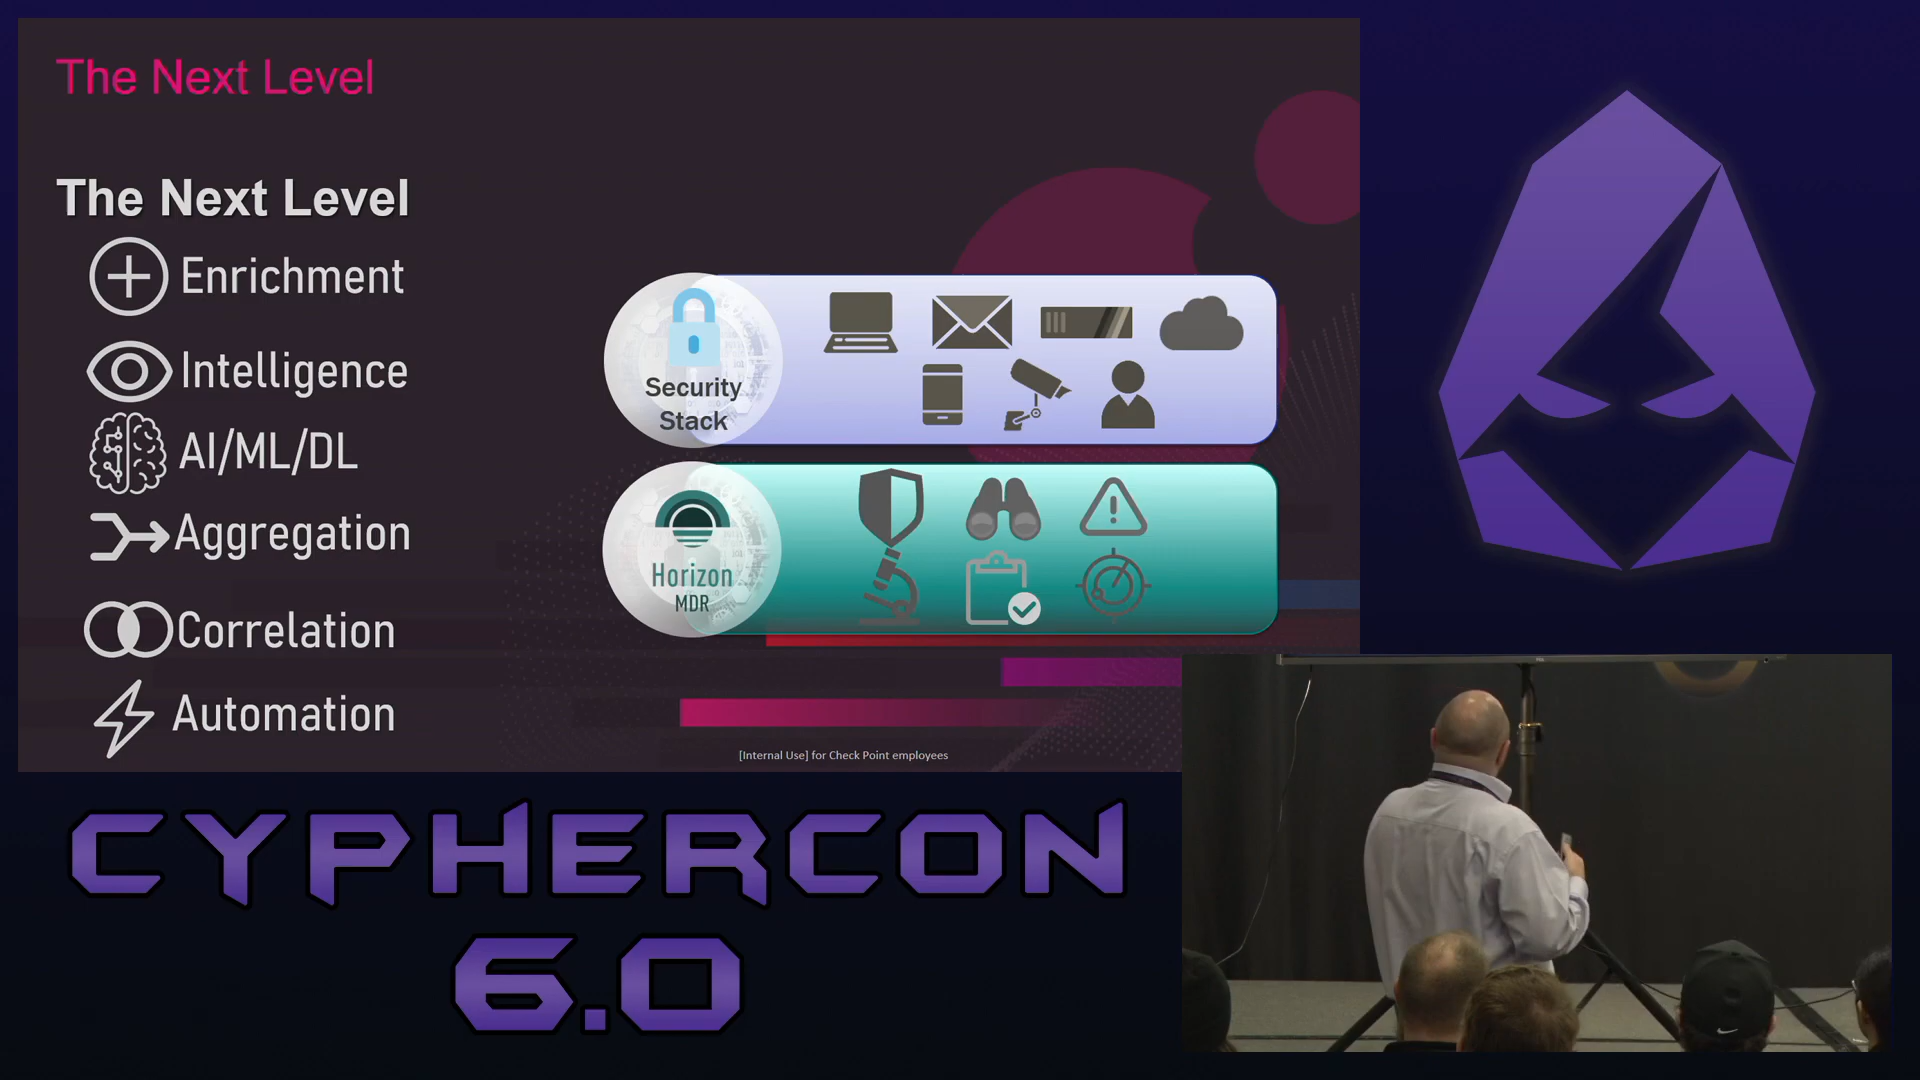 The Next Level
The Next Level
Enrichment
Intelligence
AI/ML/DL
Aggregation
Correlation
Automation
Security
Stack
Horizon
MDR
[Internal Use] for Check Point employees
CYPHERCON
6.0